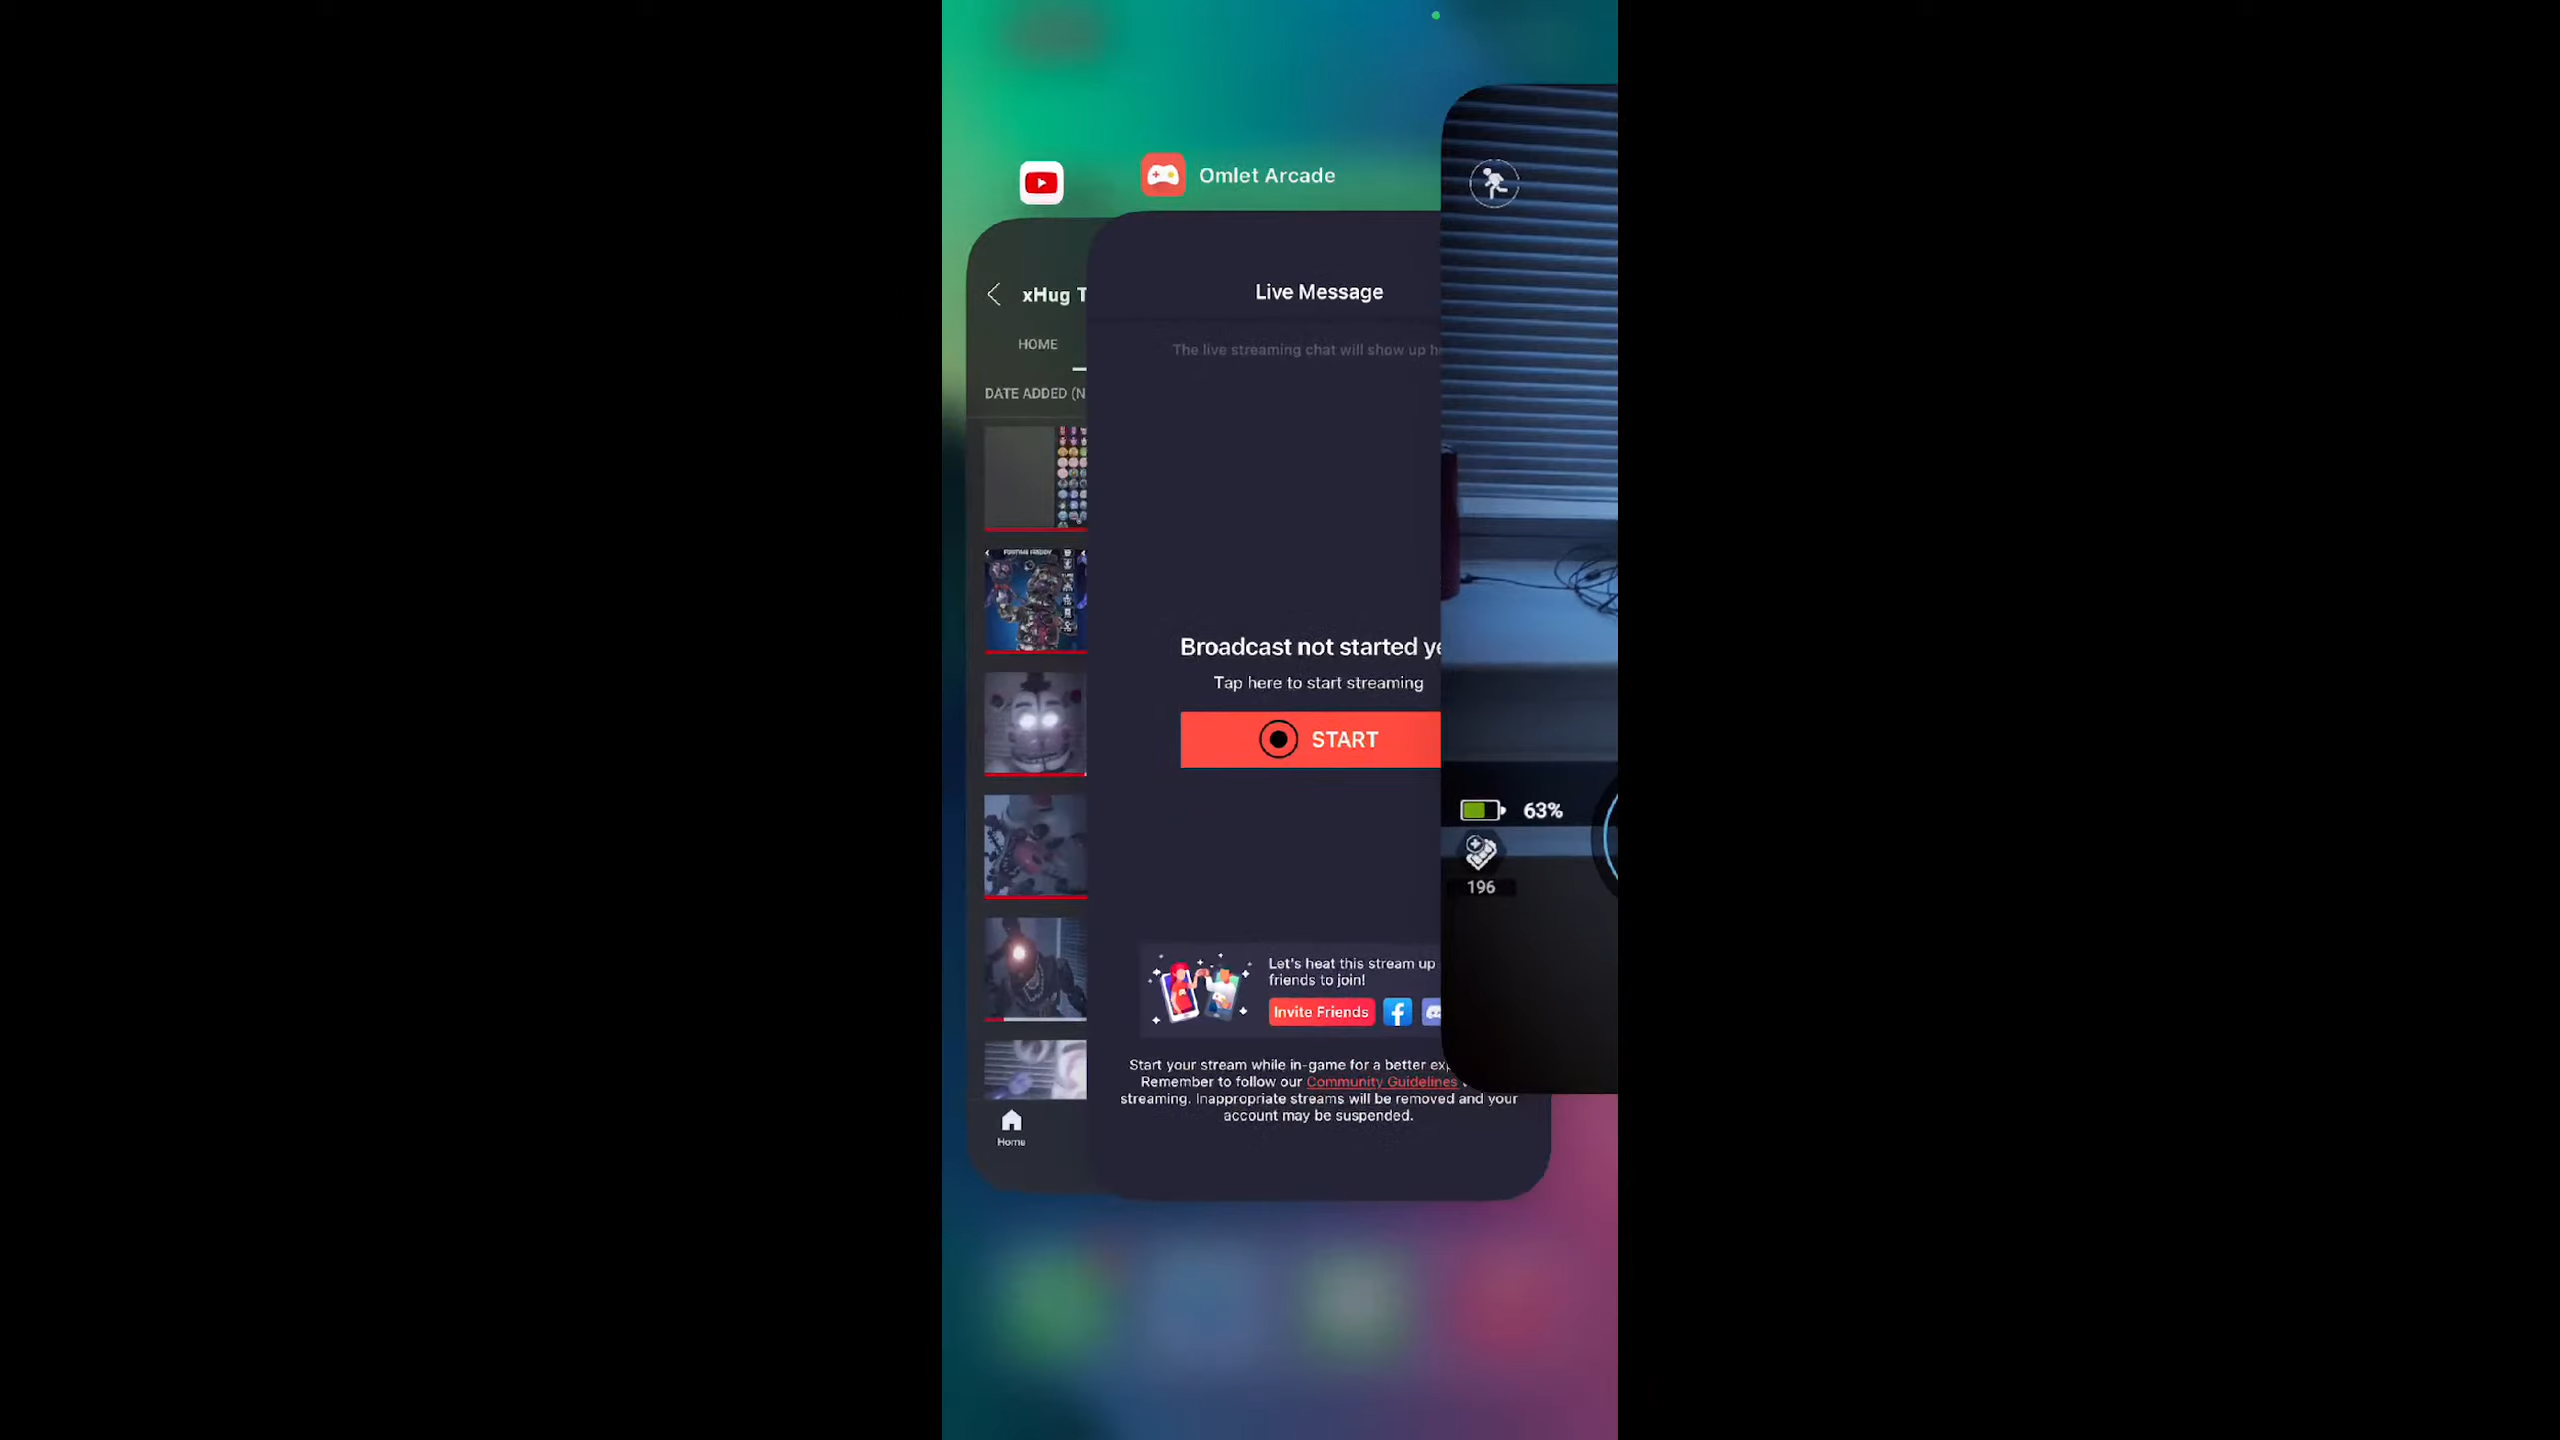 Omlet Arcade
xHug T
HOME
DATE ADDED (N
Home
Live Message
The live streaming chat will show up h
Broadcast not started ye
Tap here to start streaming
START
Let's heat this stream up
friends to join!
Invite Friends
Start your stream while in-game for a better exp
Remember to follow our Community Guidelines
streaming. Inappropriate streams will be removed and your
account may be suspended.
63%
196